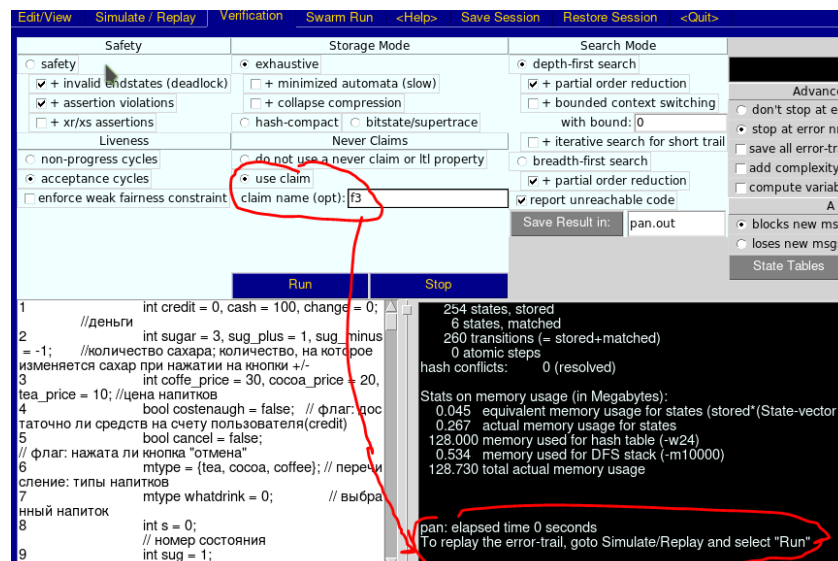 Edit/View Simulate / Replay Verification Swarm Run <Help> Save Session Restore Session <Quit>
Safety
safety
+ invalid endstates (deadlock)
+ assertion violations
+ xr/xs assertions
Liveness
non-progress cycles
acceptance cycles
enforce weak fairness constraint
Storage Mode
exhaustive
+ minimized automata (slow)
+ collapse compression
hash-compact bitstate/supertrace
Never Claims
do not use a never claim or ltl property
use claim
claim name (opt): f3
Search Mode
depth-first search
+ partial order reduction
+ bounded context switching
with bound: 0
+ iterative search for short trail
breadth-first search
+ partial order reduction
report unreachable code
Save Result in: pan.out
Advanc
don't stop at e
stop at error n
save all error-tr
add complexity
compute variab
A
blocks new ms
loses new msg
State Tables
Run Stop
1 int credit = 0, cash = 100, change = 0;
//деньги
2 int sugar = 3, sug_plus = 1, sug_minus
= -1; //количество сахара; количество, на которое
изменяется сахар при нажатии на кнопки +/-
3 int coffe_price = 30, cocoa_price = 20,
tea_price = 10; //цена напитков
4 bool costenaugh = false; // флаг: дос
таточно ли средств на счету пользователя(credit)
5 bool cancel = false;
// флаг: нажата ли кнопка "отмена"
6 mtype = {tea, cocoa, coffee}; // перечи
сление: типы напитков
7 mtype whatdrink = 0; // выбра
нный напиток
8 int s = 0;
// номер состояния
9 int sug = 1;
254 states, stored
6 states, matched
260 transitions (= stored+matched)
0 atomic steps
hash conflicts: 0 (resolved)
Stats on memory usage (in Megabytes):
0.045 equivalent memory usage for states (stored*(State-vector
0.267 actual memory usage for states
128.000 memory used for hash table (-w24)
0.534 memory used for DFS stack (-m10000)
128.730 total actual memory usage
pan: elapsed time 0 seconds
To replay the error-trail, goto Simulate/Replay and select "Run"